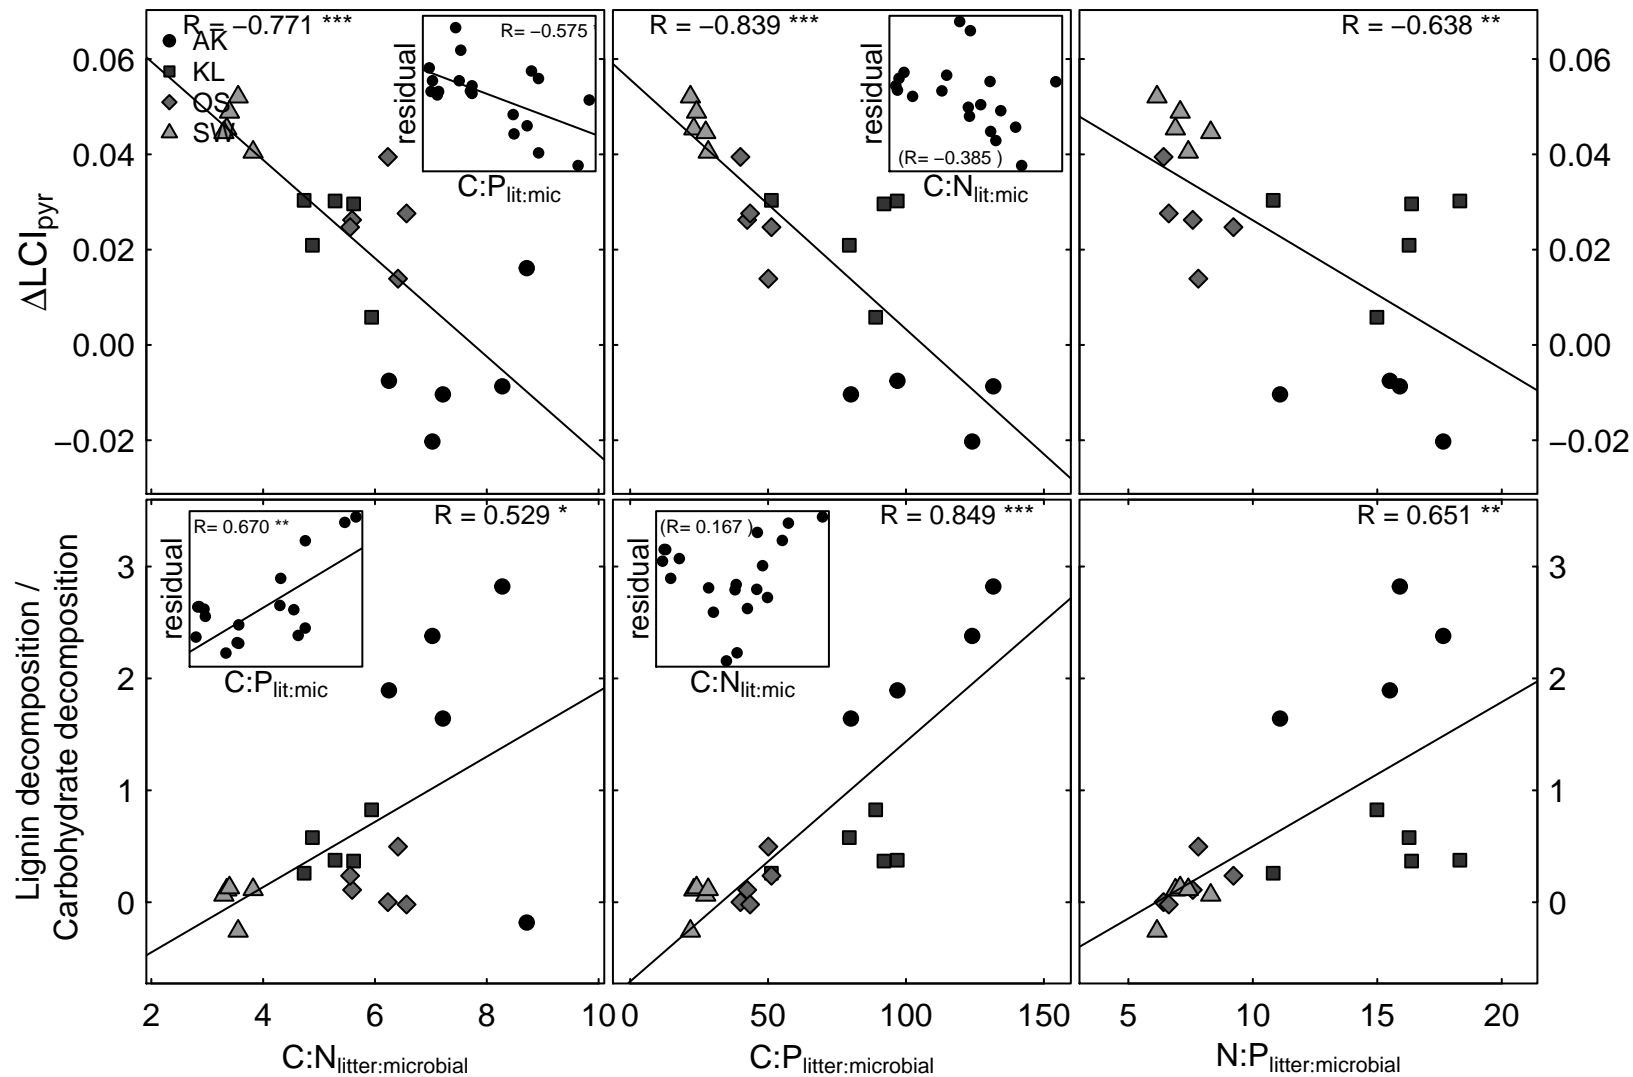 R = −0.771 ***
AK
KL
OS
SW
R= −0.575 *
residual
C:Plit:mic
R = −0.839 ***
residual
(R= −0.385 )
C:Nlit:mic
R = −0.638 **
ΔLCIpyr
0.06
0.04
0.02
0.00
−0.02
0.06
0.04
0.02
0.00
−0.02
R = 0.529 *
R= 0.670 **
residual
C:Plit:mic
R = 0.849 ***
(R= 0.167 )
residual
C:Nlit:mic
R = 0.651 **
Lignin decomposition /
Carbohydrate decomposition
3
2
1
0
3
2
1
0
2 4 6 8 10
0 50 100 150
5 10 15 20
C:Nlitter:microbial
C:Plitter:microbial
N:Plitter:microbial